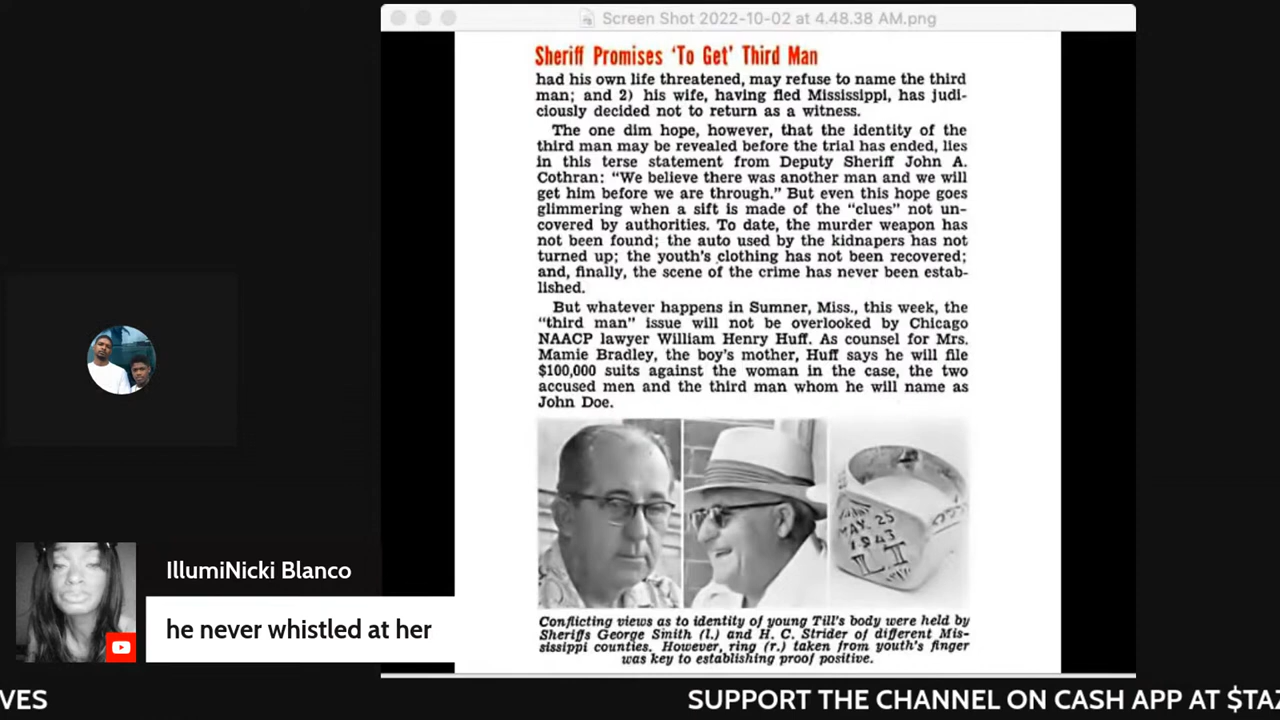 Screen Shot 2022-10-02 at 4.48.38 AM.png
Sheriff Promises ‘To Get’ Third Man
had his own life threatened, may refuse to name the third
man; and 2) his wife, having fled Mississippi, has judi-
ciously decided not to return as a witness.
The one dim hope, however, that the identity of the
third man may be revealed before the trial has ended, lies
in this terse statement from Deputy Sheriff John A.
Cothran: “We believe there was another man and we will
get him before we are through.” But even this hope goes
glimmering when a sift is made of the “clues” not un-
covered by authorities. To date, the murder weapon has
not been found; the auto used by the kidnapers has not
turned up; the youth’s clothing has not been recovered;
and, finally, the scene of the crime has never been estab-
lished.
But whatever happens in Sumner, Miss., this week, the
“third man” issue will not be overlooked by Chicago
NAACP lawyer William Henry Huff. As counsel for Mrs.
Mamie Bradley, the boy’s mother, Huff says he will file
$100,000 suits against the woman in the case, the two
accused men and the third man whom he will name as
John Doe.
MAY. 25
1943
LT
Conflicting views as to identity of young Till’s body were held by
Sheriffs George Smith (l.) and H. C. Strider of different Mis-
sissippi counties. However, ring (r.) taken from youth’s finger
was key to establishing proof positive.
IllumiNicki Blanco
he never whistled at her
VES
SUPPORT THE CHANNEL ON CASH APP AT $TAZ